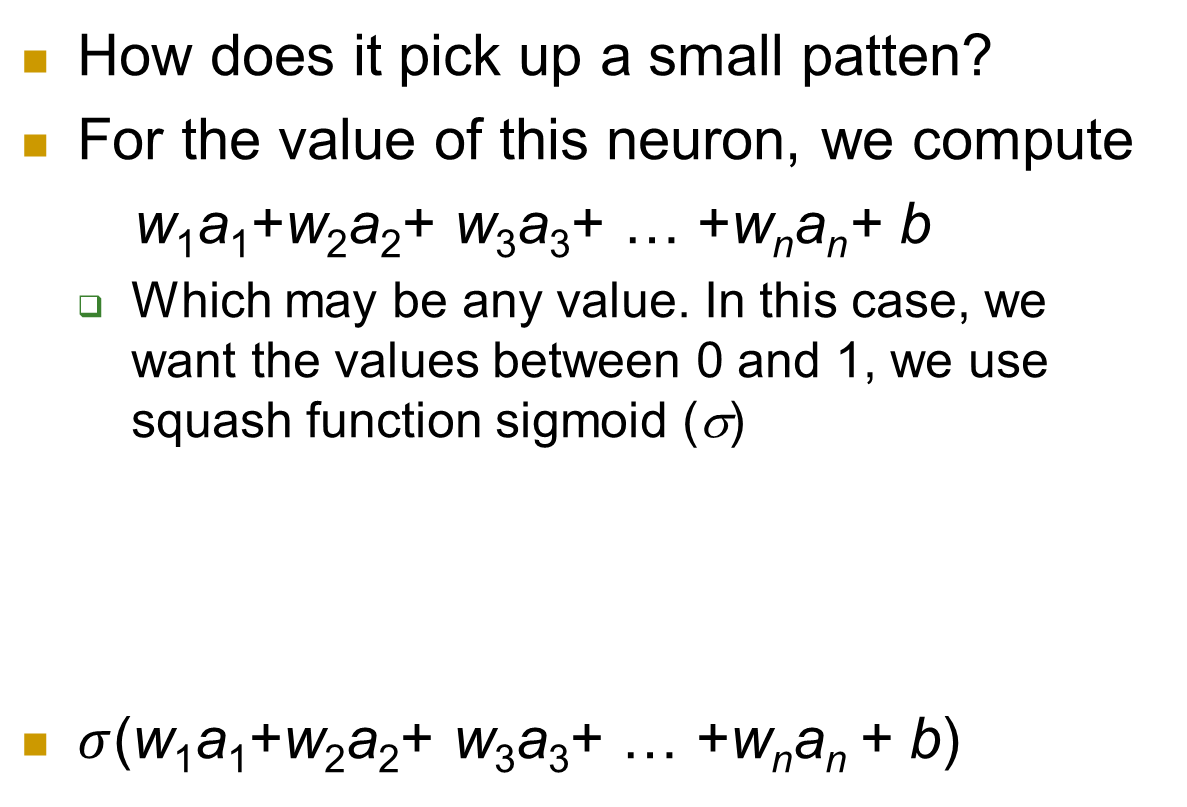 How does it pick up a small patten?
For the value of this neuron, we compute
w₁a₁+w₂a₂+ w₃a₃+ … +wₙaₙ+ b
Which may be any value. In this case, we
want the values between 0 and 1, we use
squash function sigmoid (σ)
σ(w₁a₁+w₂a₂+ w₃a₃+ … +wₙaₙ + b)